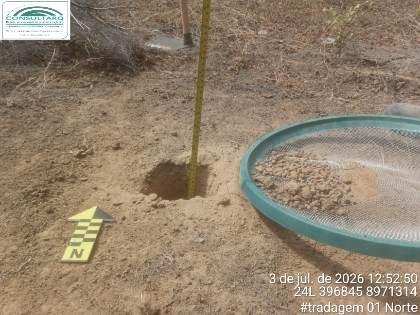 CONSULTARQ
N
3 de jul. de 2026 12:52:50
24L 396845 8971314
#tradagem 01 Norte